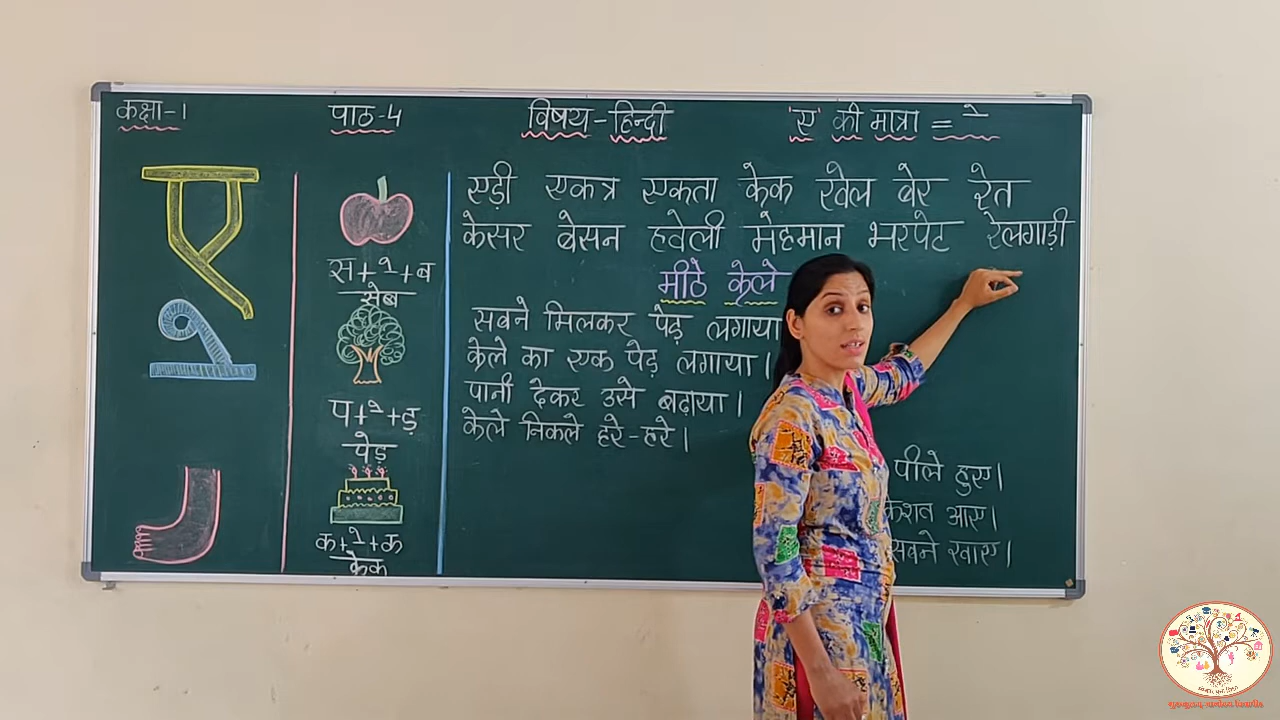 कक्षा-1 पाठ-4 विषय-हिन्दी 'ए' की मात्रा = े
ए
स+े+ब
सेब
प+े+ड़
पेड़
क+े+क
केक
एड़ी एकत्र एकता केक खेल बेर रेत
केसर बेसन हवेली मेहमान भरपेट रेलगाड़ी
मीठे केले
सबने मिलकर पेड़ लगाया
केले का एक पेड़ लगाया।
पानी देकर उसे बढ़ाया।
केले निकले हरे-हरे।
पीले हुए।
केशव आए।
सबने खाए।